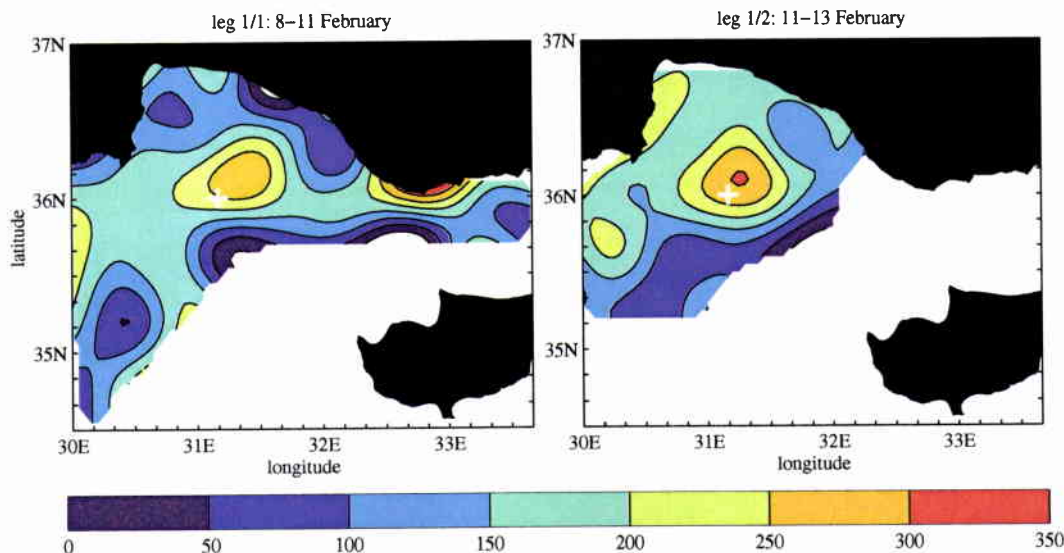 leg 1/1: 8–11 February
leg 1/2: 11–13 February
37N
36N
35N
latitude
30E 31E 32E 33E
longitude
37N
36N
35N
30E 31E 32E 33E
longitude
0 50 100 150 200 250 300 350